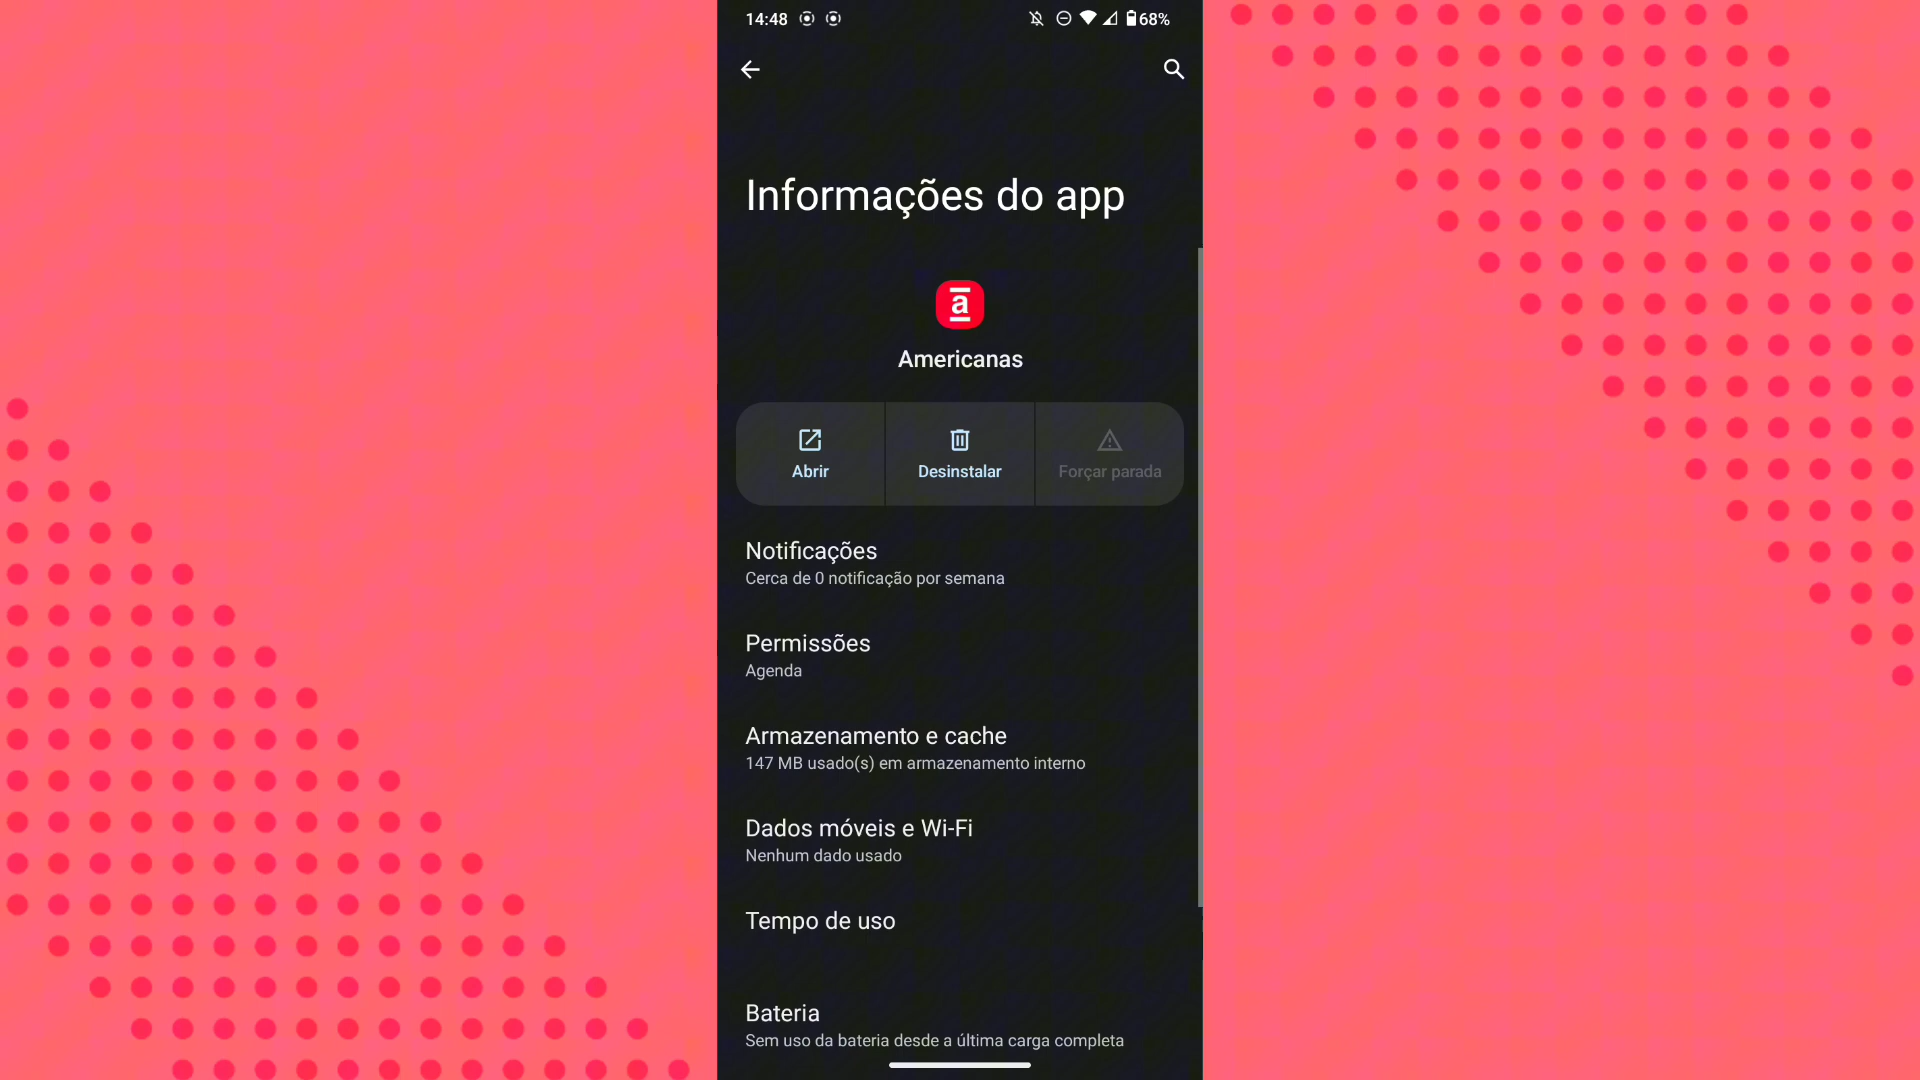 14:48 68%
Informações do app
a
Americanas
Abrir Desinstalar Forçar parada
Notificações
Cerca de 0 notificação por semana
Permissões
Agenda
Armazenamento e cache
147 MB usado(s) em armazenamento interno
Dados móveis e Wi-Fi
Nenhum dado usado
Tempo de uso
Bateria
Sem uso da bateria desde a última carga completa